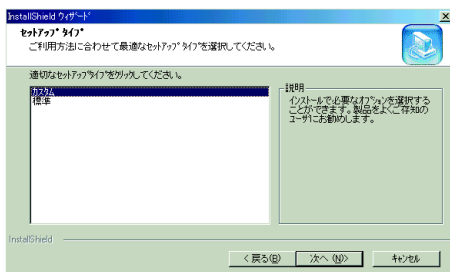 InstallShield ウィザード
セットアップ タイプ
ご利用方法に合わせて最適なセットアップ タイプを選択してください。
適切なセットアップ タイプをクリックしてください。
カスタム
標準
説明
インストールで必要なオプションを選択する
ことができます。製品をよくご存知の
ユーザにお勧めします。
InstallShield
< 戻る(B)
次へ (N)>
キャンセル